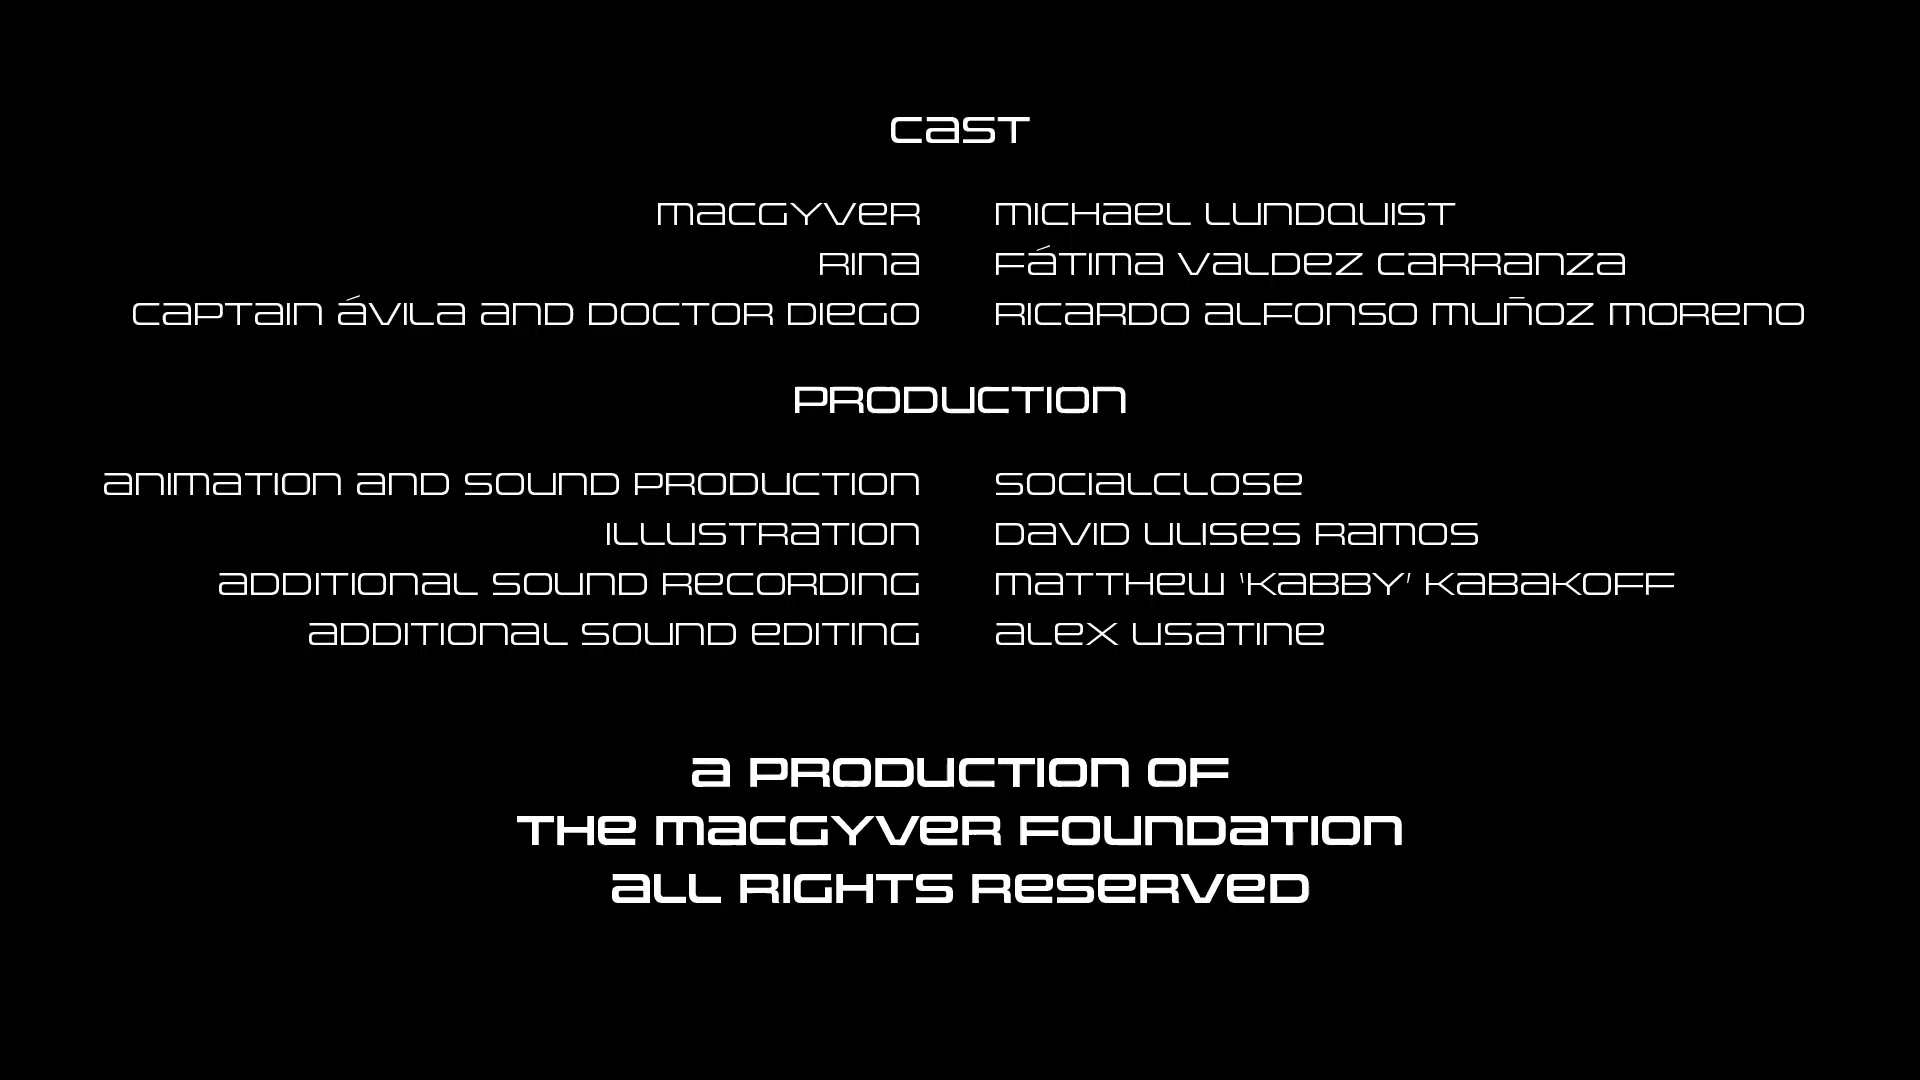 CAST
MACGYVER MICHAEL LUNDQUIST
RINA FÁTIMA VALDEZ CARRANZA
CAPTAIN ÁVILA AND DOCTOR DIEGO RICARDO ALFONSO MUÑOZ MORENO
PRODUCTION
ANIMATION AND SOUND PRODUCTION SOCIALCLOSE
ILLUSTRATION DAVID ULISES RAMOS
ADDITIONAL SOUND RECORDING MATTHEW ‘KABBY’ KABAKOFF
ADDITIONAL SOUND EDITING ALEX USATINE
A PRODUCTION OF
THE MACGYVER FOUNDATION
ALL RIGHTS RESERVED